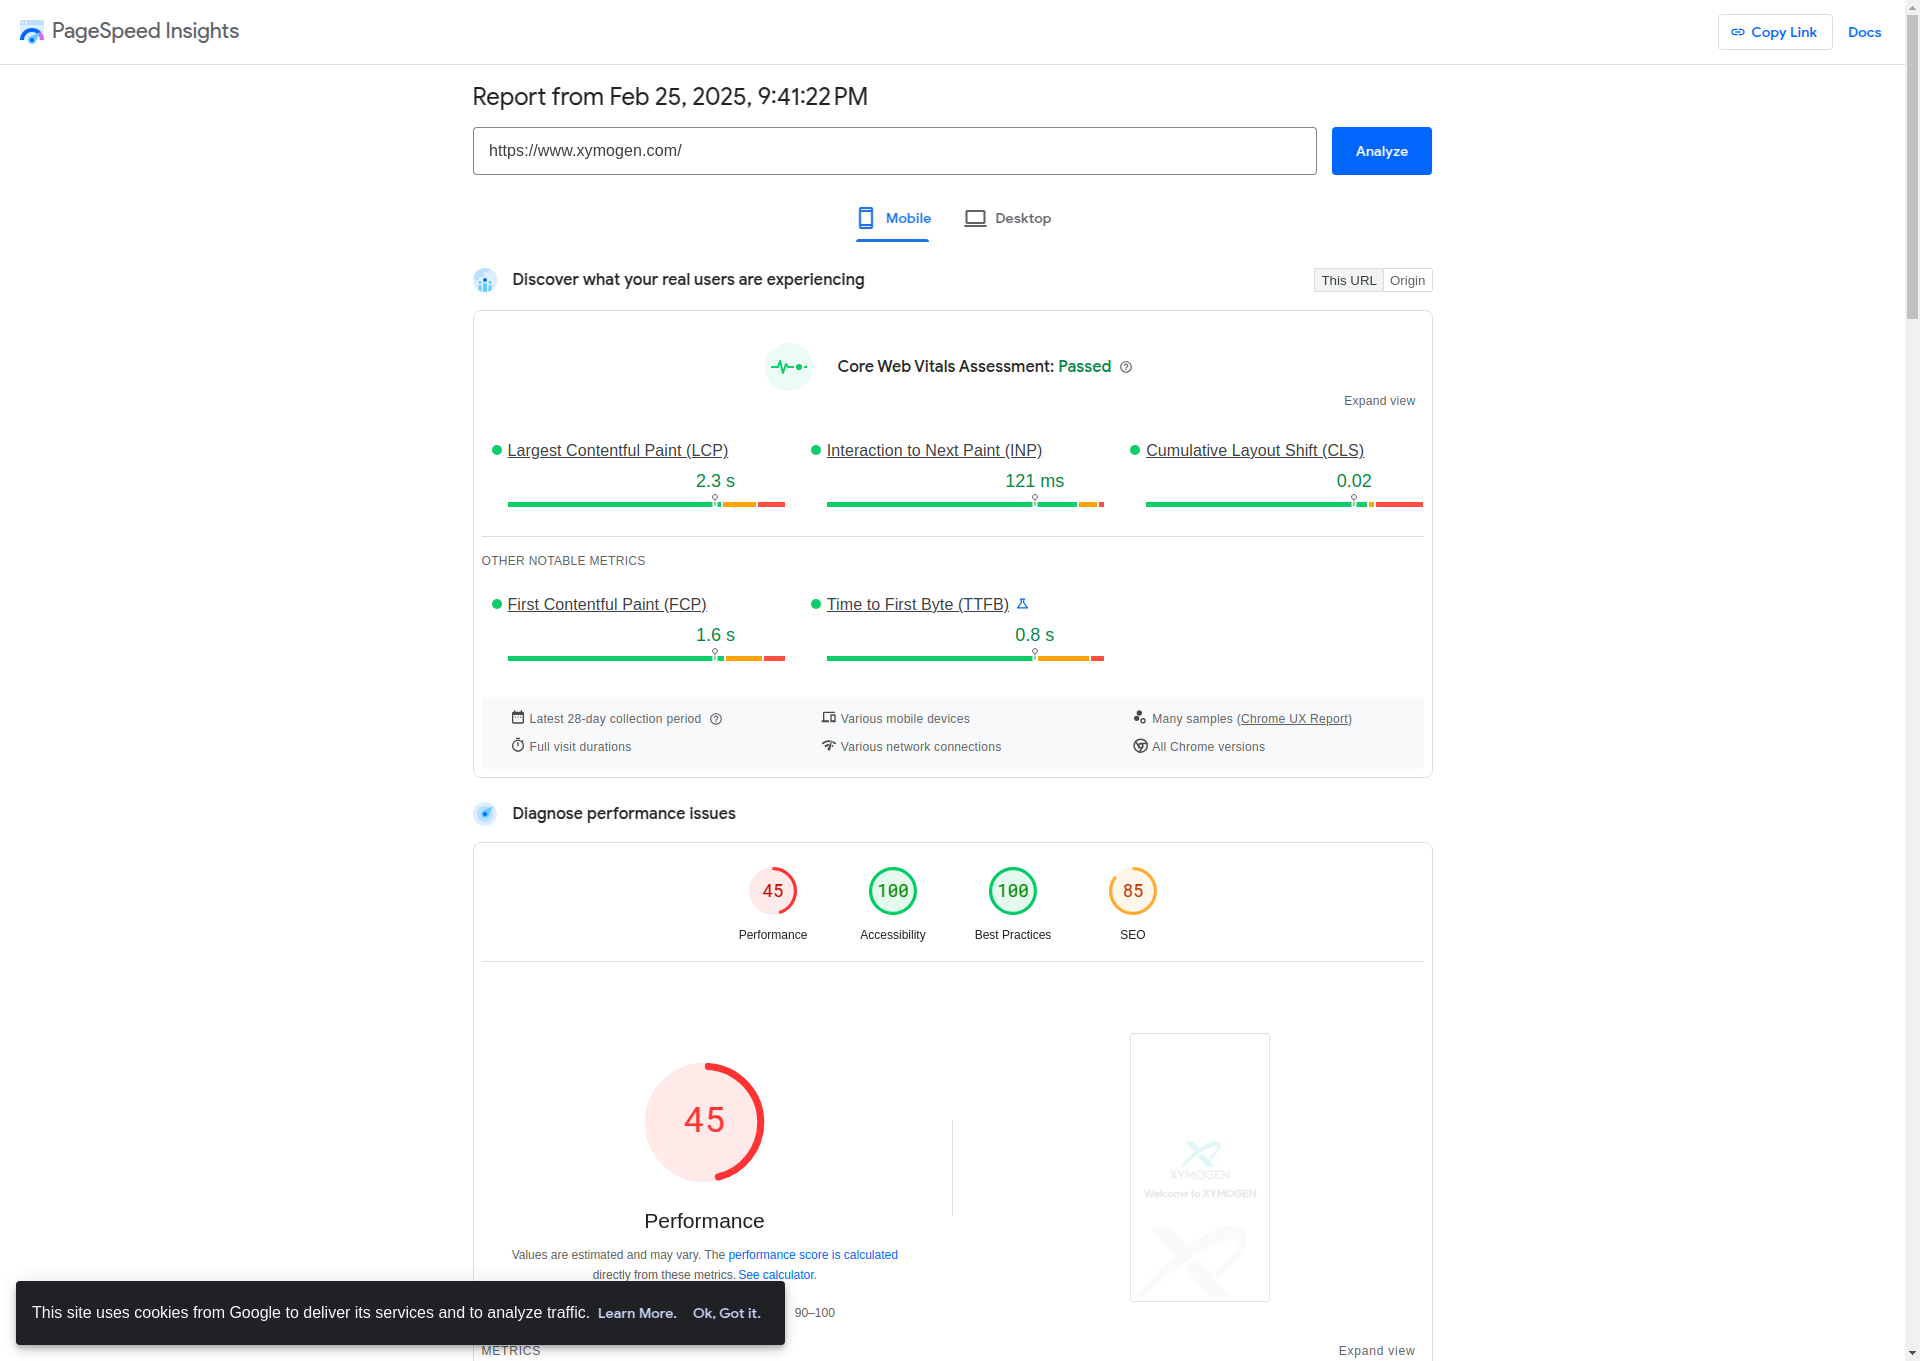 PageSpeed Insights
Copy Link
Docs
Report from Feb 25, 2025, 9:41:22 PM
https://www.xymogen.com/
Analyze
Mobile
Desktop
Discover what your real users are experiencing
This URL
Origin
Core Web Vitals Assessment: Passed
Expand view
Largest Contentful Paint (LCP)
2.3 s
Interaction to Next Paint (INP)
121 ms
Cumulative Layout Shift (CLS)
0.02
OTHER NOTABLE METRICS
First Contentful Paint (FCP)
1.6 s
Time to First Byte (TTFB)
0.8 s
Latest 28-day collection period
Various mobile devices
Many samples (Chrome UX Report)
Full visit durations
Various network connections
All Chrome versions
Diagnose performance issues
45
Performance
100
Accessibility
100
Best Practices
85
SEO
45
Performance
Values are estimated and may vary. The performance score is calculated
directly from these metrics. See calculator.
XYMOGEN
Welcome to XYMOGEN
This site uses cookies from Google to deliver its services and to analyze traffic. Learn More. Ok, Got it.
90–100
METRICS
Expand view